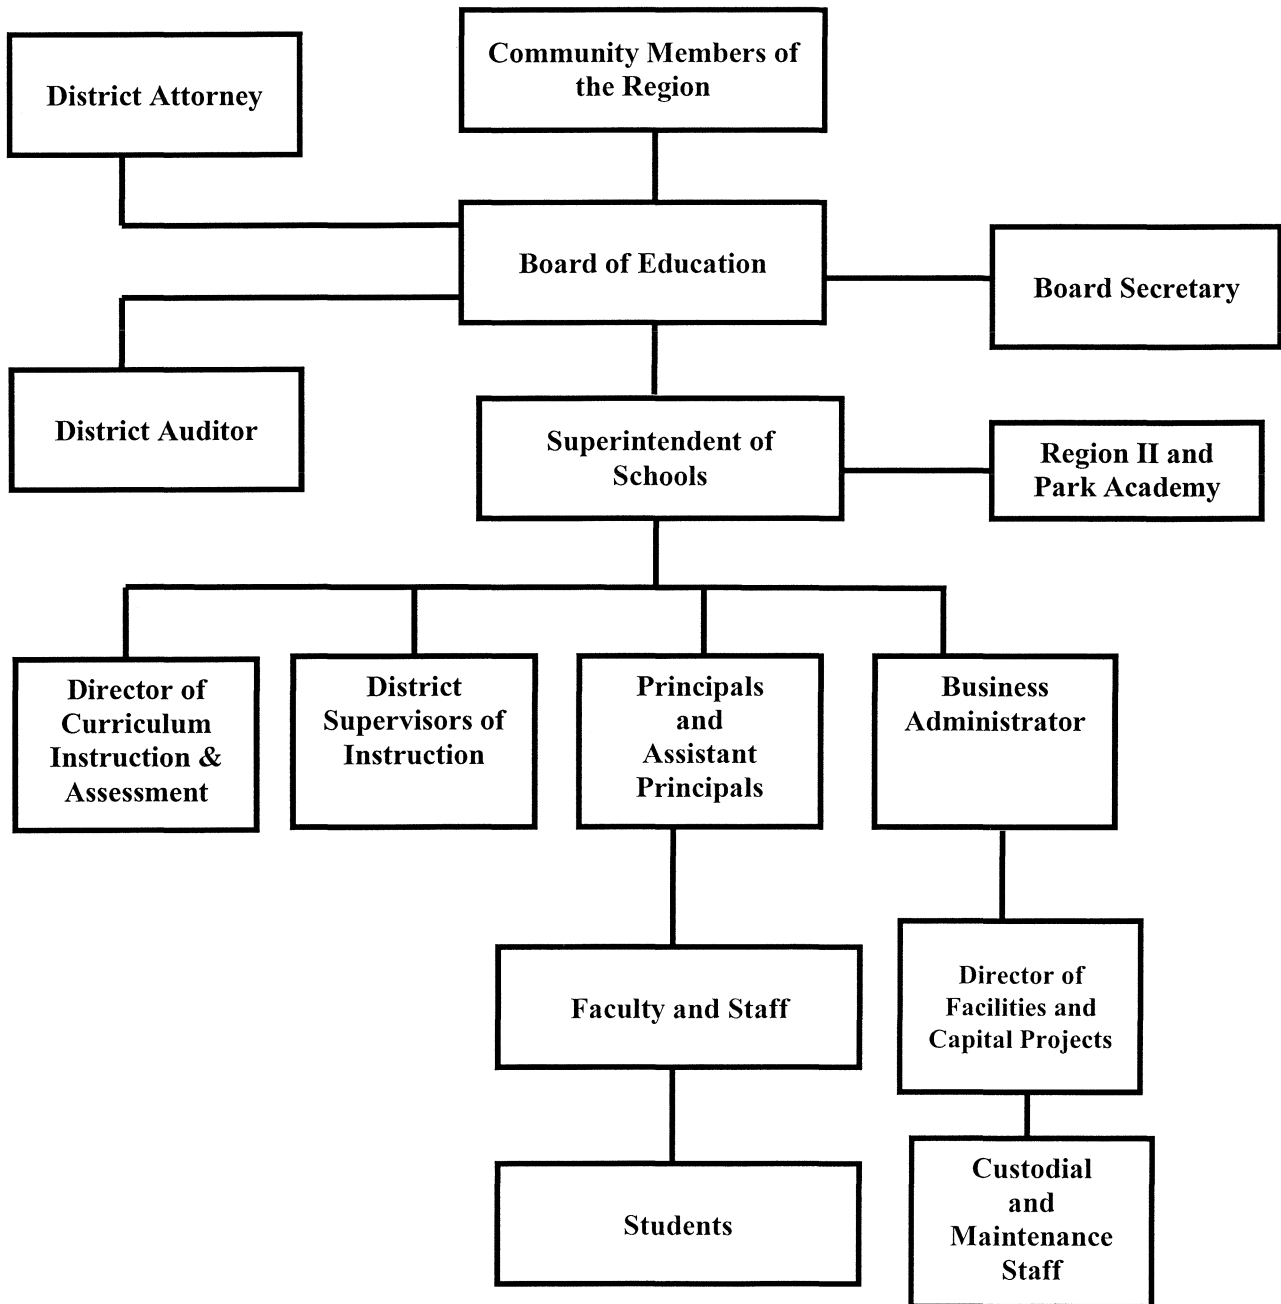 District Attorney
Community Members of
the Region
Board of Education
Board Secretary
District Auditor
Superintendent of
Schools
Region II and
Park Academy
Director of
Curriculum
Instruction &
Assessment
District
Supervisors of
Instruction
Principals
and
Assistant
Principals
Business
Administrator
Faculty and Staff
Director of
Facilities and
Capital Projects
Students
Custodial
and
Maintenance
Staff